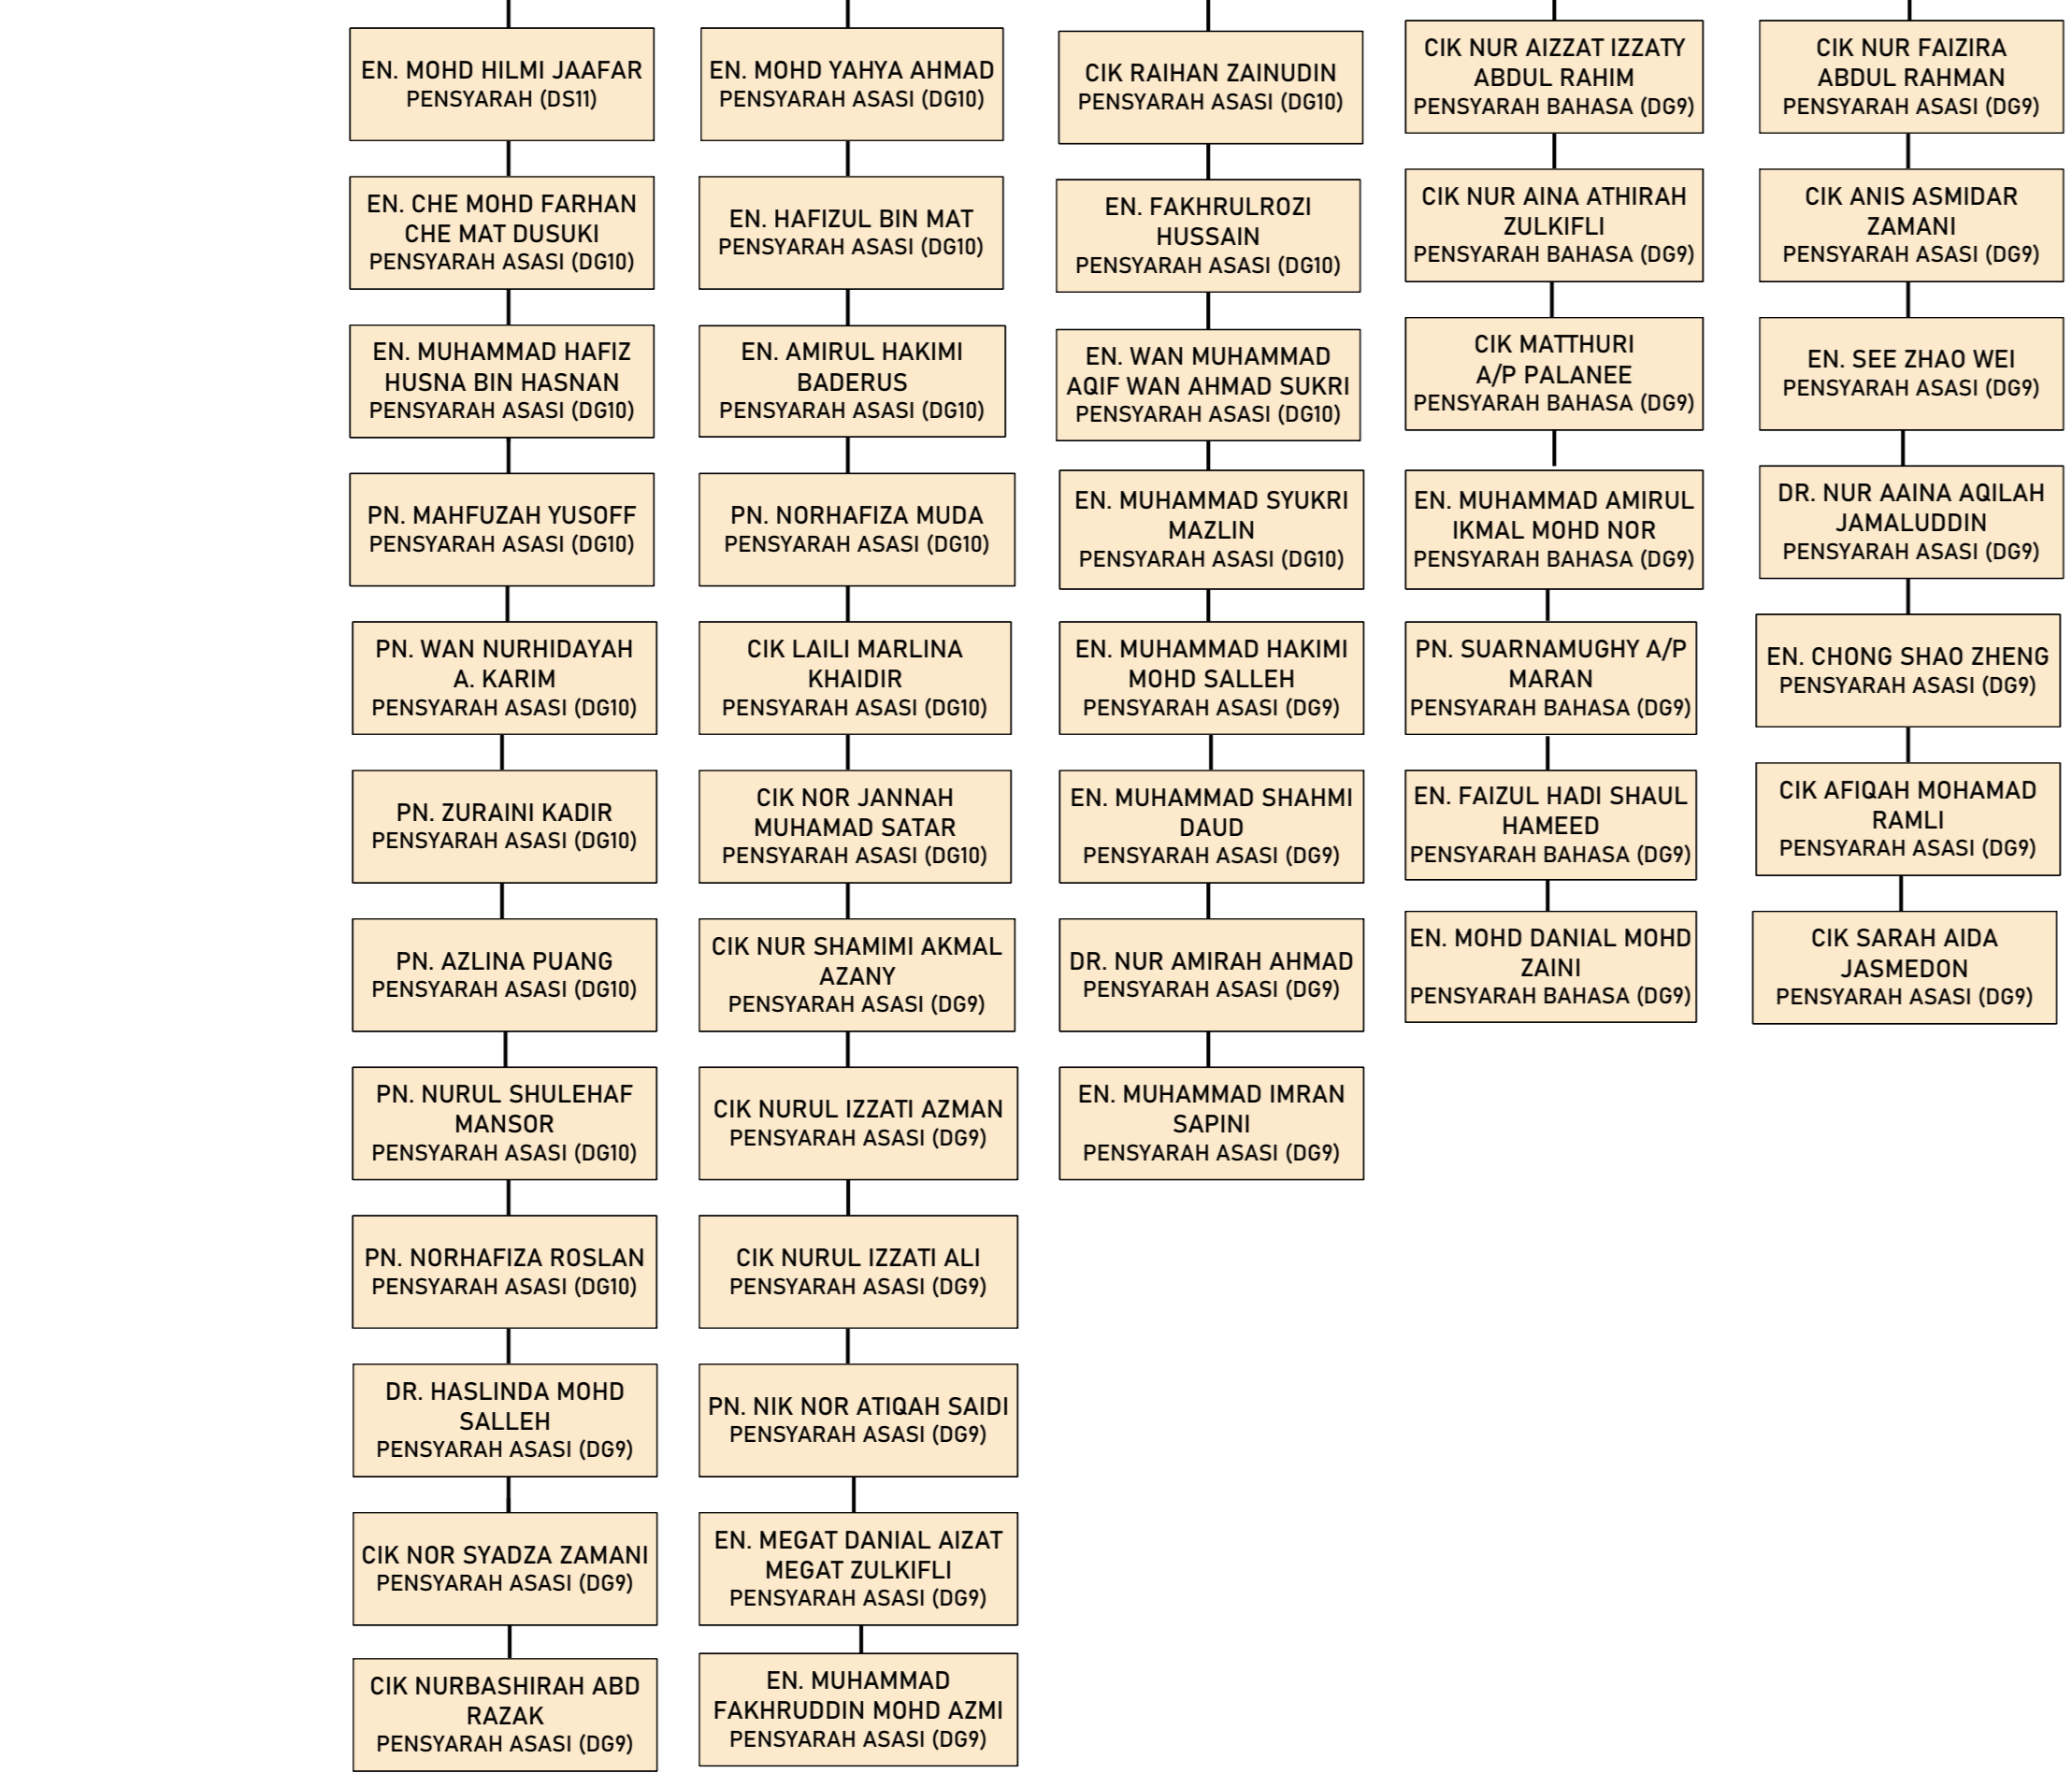 EN. MOHD HILMI JAAFAR
PENSYARAH (DS11)
EN. CHE MOHD FARHAN
CHE MAT DUSUKI
PENSYARAH ASASI (DG10)
EN. MUHAMMAD HAFIZ
HUSNA BIN HASNAN
PENSYARAH ASASI (DG10)
PN. MAHFUZAH YUSOFF
PENSYARAH ASASI (DG10)
PN. WAN NURHIDAYAH
A. KARIM
PENSYARAH ASASI (DG10)
PN. ZURAINI KADIR
PENSYARAH ASASI (DG10)
PN. AZLINA PUANG
PENSYARAH ASASI (DG10)
PN. NURUL SHULEHAF
MANSOR
PENSYARAH ASASI (DG10)
PN. NORHAFIZA ROSLAN
PENSYARAH ASASI (DG10)
DR. HASLINDA MOHD
SALLEH
PENSYARAH ASASI (DG9)
CIK NOR SYADZA ZAMANI
PENSYARAH ASASI (DG9)
CIK NURBASHIRAH ABD
RAZAK
PENSYARAH ASASI (DG9)
EN. MOHD YAHYA AHMAD
PENSYARAH ASASI (DG10)
EN. HAFIZUL BIN MAT
PENSYARAH ASASI (DG10)
EN. AMIRUL HAKIMI
BADERUS
PENSYARAH ASASI (DG10)
PN. NORHAFIZA MUDA
PENSYARAH ASASI (DG10)
CIK LAILI MARLINA
KHAIDIR
PENSYARAH ASASI (DG10)
CIK NOR JANNAH
MUHAMAD SATAR
PENSYARAH ASASI (DG10)
CIK NUR SHAMIMI AKMAL
AZANY
PENSYARAH ASASI (DG9)
CIK NURUL IZZATI AZMAN
PENSYARAH ASASI (DG9)
CIK NURUL IZZATI ALI
PENSYARAH ASASI (DG9)
PN. NIK NOR ATIQAH SAIDI
PENSYARAH ASASI (DG9)
EN. MEGAT DANIAL AIZAT
MEGAT ZULKIFLI
PENSYARAH ASASI (DG9)
EN. MUHAMMAD
FAKHRUDDIN MOHD AZMI
PENSYARAH ASASI (DG9)
CIK RAIHAN ZAINUDIN
PENSYARAH ASASI (DG10)
EN. FAKHRULROZI
HUSSAIN
PENSYARAH ASASI (DG10)
EN. WAN MUHAMMAD
AQIF WAN AHMAD SUKRI
PENSYARAH ASASI (DG10)
EN. MUHAMMAD SYUKRI
MAZLIN
PENSYARAH ASASI (DG10)
EN. MUHAMMAD HAKIMI
MOHD SALLEH
PENSYARAH ASASI (DG9)
EN. MUHAMMAD SHAHMI
DAUD
PENSYARAH ASASI (DG9)
DR. NUR AMIRAH AHMAD
PENSYARAH ASASI (DG9)
EN. MUHAMMAD IMRAN
SAPINI
PENSYARAH ASASI (DG9)
CIK NUR AIZZAT IZZATY
ABDUL RAHIM
PENSYARAH BAHASA (DG9)
CIK NUR AINA ATHIRAH
ZULKIFLI
PENSYARAH BAHASA (DG9)
CIK MATTHURI
A/P PALANEE
PENSYARAH BAHASA (DG9)
EN. MUHAMMAD AMIRUL
IKMAL MOHD NOR
PENSYARAH BAHASA (DG9)
PN. SUARNAMUGHY A/P
MARAN
PENSYARAH BAHASA (DG9)
EN. FAIZUL HADI SHAUL
HAMEED
PENSYARAH BAHASA (DG9)
EN. MOHD DANIAL MOHD
ZAINI
PENSYARAH BAHASA (DG9)
CIK NUR FAIZIRA
ABDUL RAHMAN
PENSYARAH ASASI (DG9)
CIK ANIS ASMIDAR
ZAMANI
PENSYARAH ASASI (DG9)
EN. SEE ZHAO WEI
PENSYARAH ASASI (DG9)
DR. NUR AAINA AQILAH
JAMALUDDIN
PENSYARAH ASASI (DG9)
EN. CHONG SHAO ZHENG
PENSYARAH ASASI (DG9)
CIK AFIQAH MOHAMAD
RAMLI
PENSYARAH ASASI (DG9)
CIK SARAH AIDA
JASMEDON
PENSYARAH ASASI (DG9)